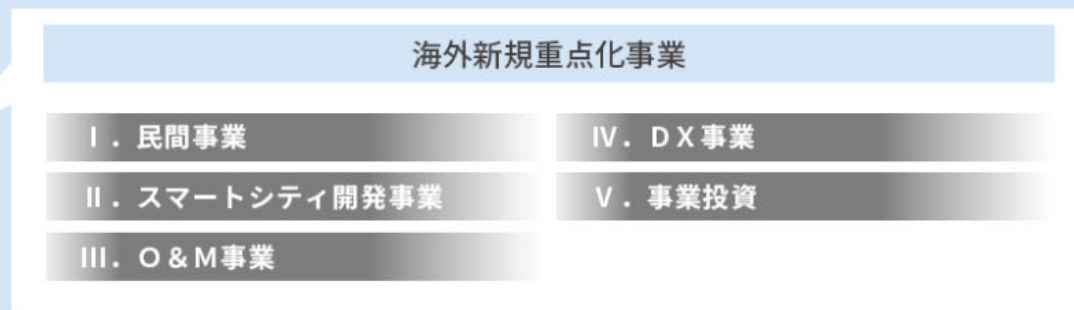 海外新規重点化事業
Ⅰ．民間事業
Ⅱ．スマートシティ開発事業
Ⅲ．Ｏ＆Ｍ事業
Ⅳ．ＤＸ事業
Ⅴ．事業投資